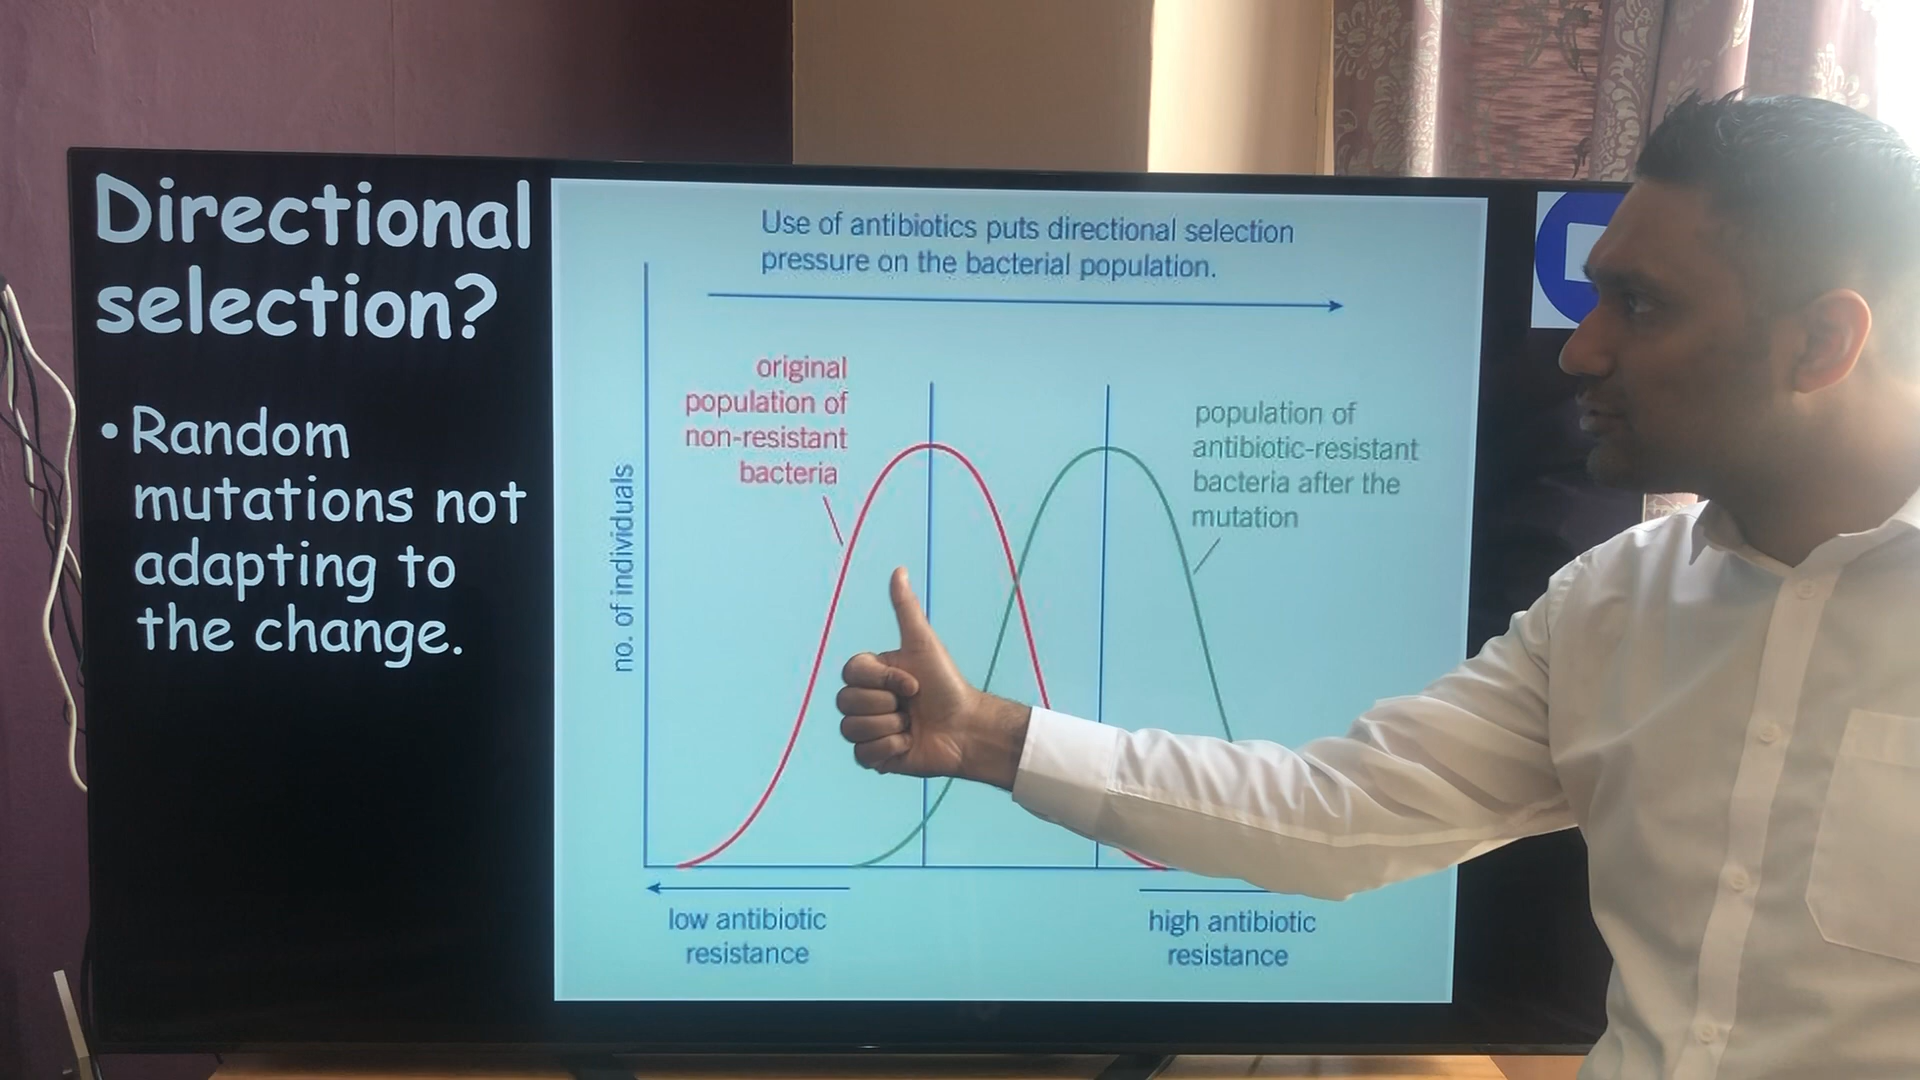 Directional
selection?
• Random
mutations not
adapting to
the change.
Use of antibiotics puts directional selection
pressure on the bacterial population.
original
population of
non-resistant
bacteria
population of
antibiotic-resistant
bacteria after the
mutation
no. of individuals
low antibiotic
resistance
high antibiotic
resistance